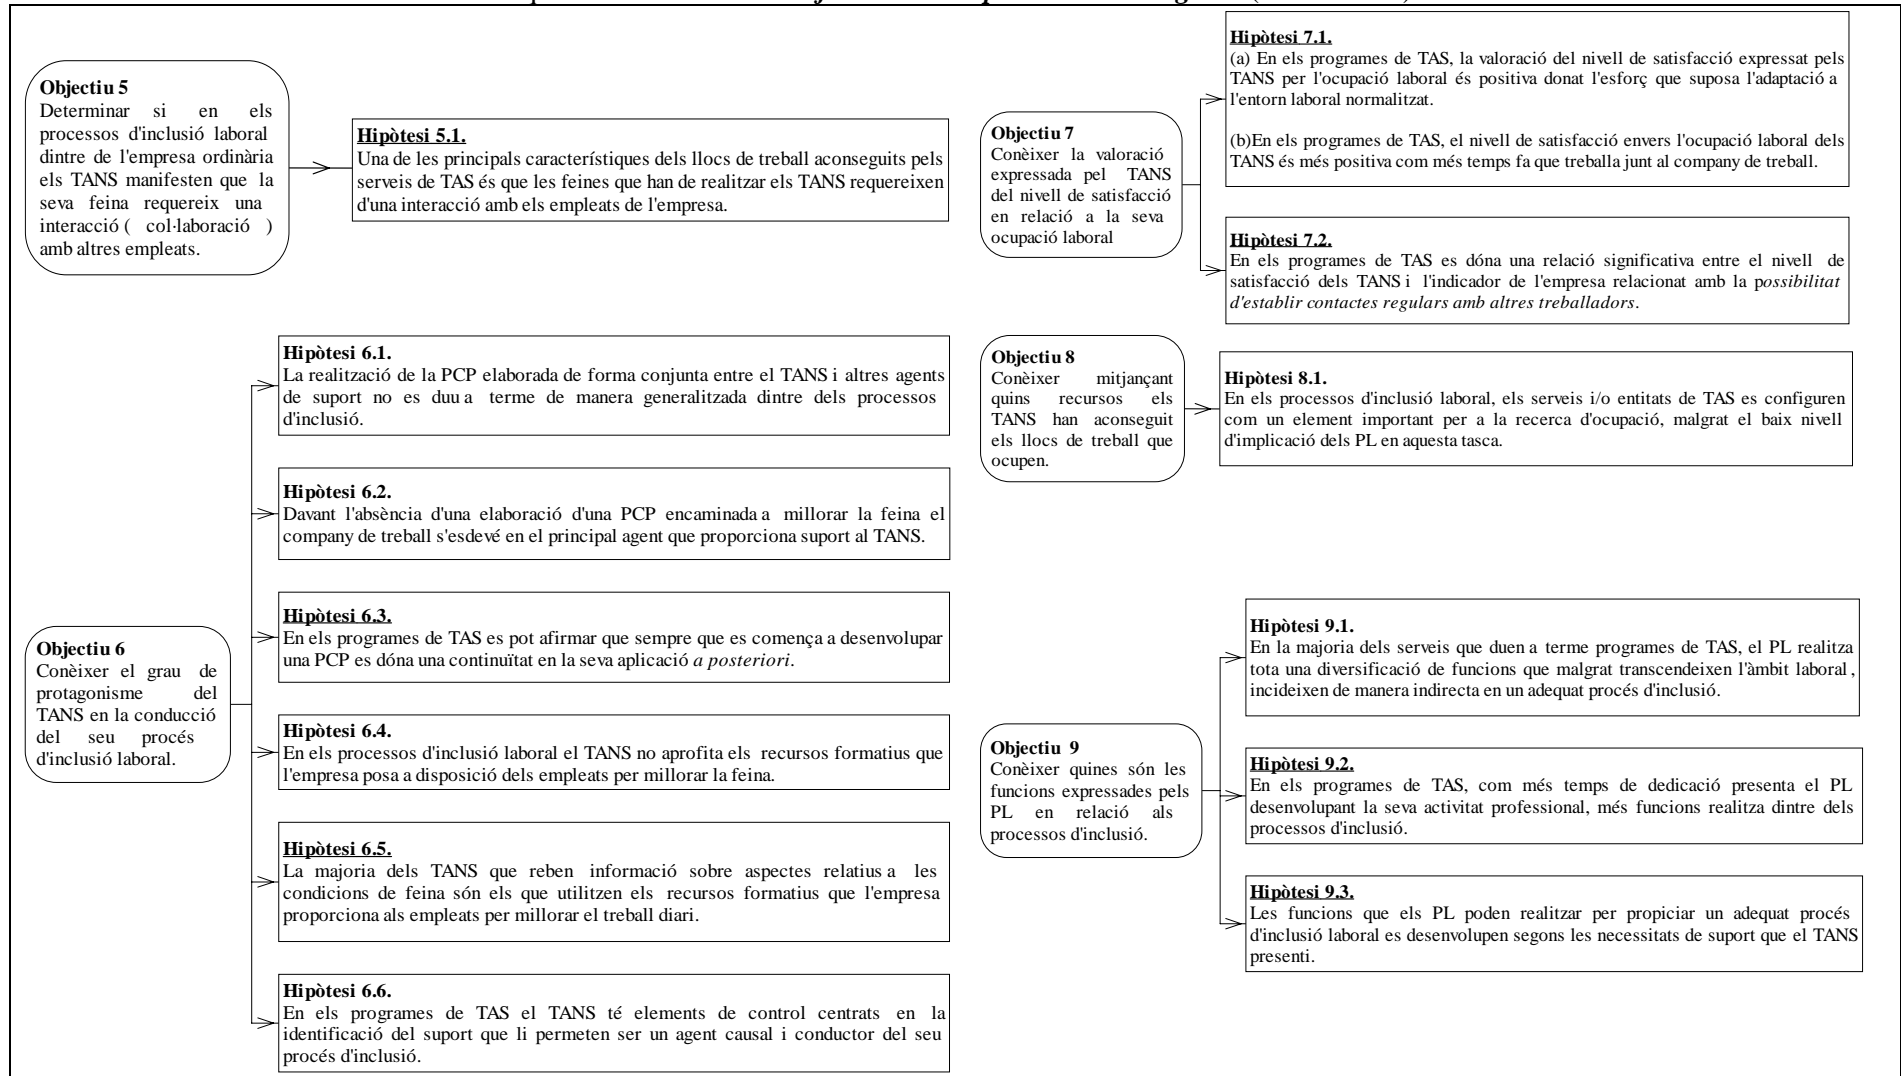 Objectiu 5
Determinar si en els
processos d'inclusió laboral
dintre de l'empresa ordinària
els TANS manifesten que la
seva feina requereix una
interacció ( col·laboració )
amb altres empleats.
Hipòtesi 5.1.
Una de les principals característiques dels llocs de treball aconseguits pels
serveis de TAS és que les feines que han de realitzar els TANS requereixen
d'una interacció amb els empleats de l'empresa.
Objectiu 6
Conèixer el grau de
protagonisme del
TANS en la conducció
del seu procés
d'inclusió laboral.
Hipòtesi 6.1.
La realització de la PCP elaborada de forma conjunta entre el TANS i altres agents
de suport no es duu a terme de manera generalitzada dintre dels processos
d'inclusió.
Hipòtesi 6.2.
Davant l'absència d'una elaboració d'una PCP encaminada a millorar la feina el
company de treball s'esdevé en el principal agent que proporciona suport al TANS.
Hipòtesi 6.3.
En els programes de TAS es pot afirmar que sempre que es comença a desenvolupar
una PCP es dóna una continuïtat en la seva aplicació a posteriori.
Hipòtesi 6.4.
En els processos d'inclusió laboral el TANS no aprofita els recursos formatius que
l'empresa posa a disposició dels empleats per millorar la feina.
Hipòtesi 6.5.
La majoria dels TANS que reben informació sobre aspectes relatius a les
condicions de feina són els que utilitzen els recursos formatius que l'empresa
proporciona als empleats per millorar el treball diari.
Hipòtesi 6.6.
En els programes de TAS el TANS té elements de control centrats en la
identificació del suport que li permeten ser un agent causal i conductor del seu
procés d'inclusió.
Objectiu 7
Conèixer la valoració
expressada pel TANS
del nivell de satisfacció
en relació a la seva
ocupació laboral
Hipòtesi 7.1.
(a) En els programes de TAS, la valoració del nivell de satisfacció expressat pels
TANS per l'ocupació laboral és positiva donat l'esforç que suposa l'adaptació a
l'entorn laboral normalitzat.
(b)En els programes de TAS, el nivell de satisfacció envers l'ocupació laboral dels
TANS és més positiva com més temps fa que treballa junt al company de treball.
Hipòtesi 7.2.
En els programes de TAS es dóna una relació significativa entre el nivell de
satisfacció dels TANS i l'indicador de l'empresa relacionat amb la possibilitat
d'establir contactes regulars amb altres treballadors.
Objectiu 8
Conèixer mitjançant
quins recursos els
TANS han aconseguit
els llocs de treball que
ocupen.
Hipòtesi 8.1.
En els processos d'inclusió laboral, els serveis i/o entitats de TAS es configuren
com un element important per a la recerca d'ocupació, malgrat el baix nivell
d'implicació dels PL en aquesta tasca.
Objectiu 9
Conèixer quines són les
funcions expressades pels
PL en relació als
processos d'inclusió.
Hipòtesi 9.1.
En la majoria dels serveis que duen a terme programes de TAS, el PL realitza
tota una diversificació de funcions que malgrat transcendeixen l'àmbit laboral ,
incideixen de manera indirecta en un adequat procés d'inclusió.
Hipòtesi 9.2.
En els programes de TAS, com més temps de dedicació presenta el PL
desenvolupant la seva activitat professional, més funcions realitza dintre dels
processos d'inclusió.
Hipòtesi 9.3.
Les funcions que els PL poden realitzar per propiciar un adequat procés
d'inclusió laboral es desenvolupen segons les necessitats de suport que el TANS
presenti.